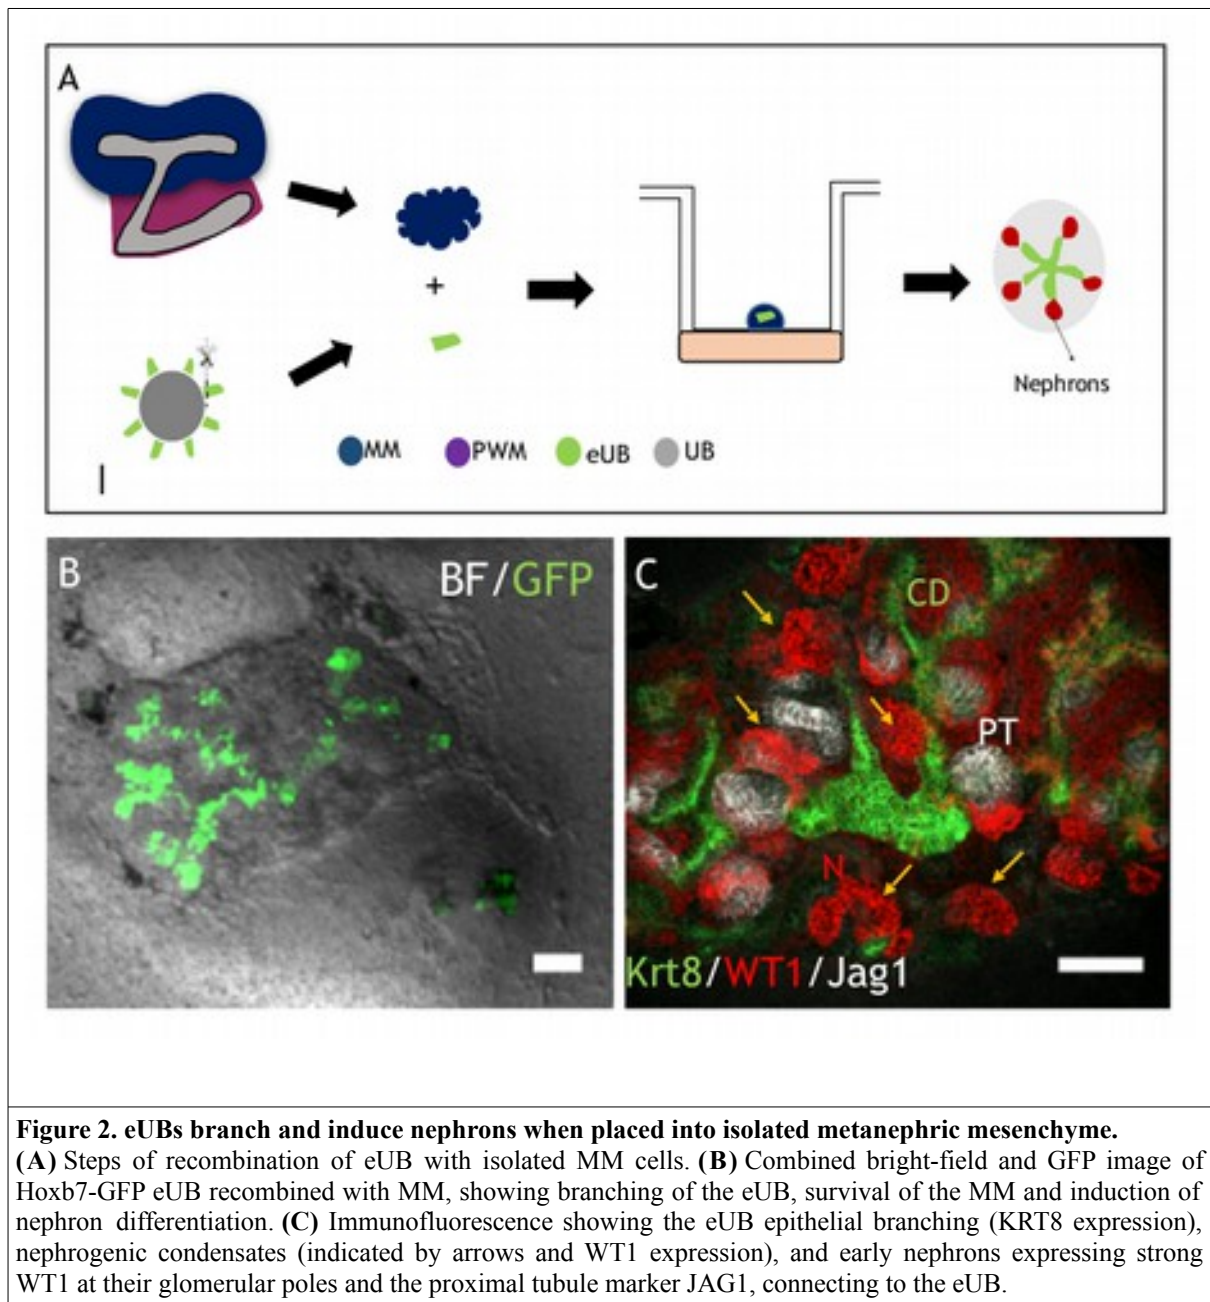 A
+
Nephrons
MM PWM eUB UB
B
BF/GFP
C
CD
PT
N
Krt8/WT1/Jag1
Figure 2. eUBs branch and induce nephrons when placed into isolated metanephric mesenchyme.
(A) Steps of recombination of eUB with isolated MM cells. (B) Combined bright-field and GFP image of
Hoxb7-GFP eUB recombined with MM, showing branching of the eUB, survival of the MM and induction of
nephron differentiation. (C) Immunofluorescence showing the eUB epithelial branching (KRT8 expression),
nephrogenic condensates (indicated by arrows and WT1 expression), and early nephrons expressing strong
WT1 at their glomerular poles and the proximal tubule marker JAG1, connecting to the eUB.